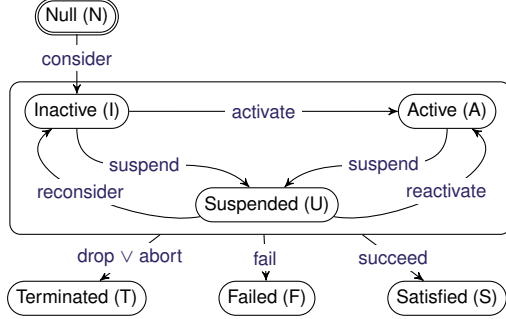 Null (N)
consider
Inactive (I)
activate
Active (A)
suspend
suspend
reconsider
reactivate
Suspended (U)
drop ∨ abort
fail
succeed
Terminated (T)
Failed (F)
Satisfied (S)